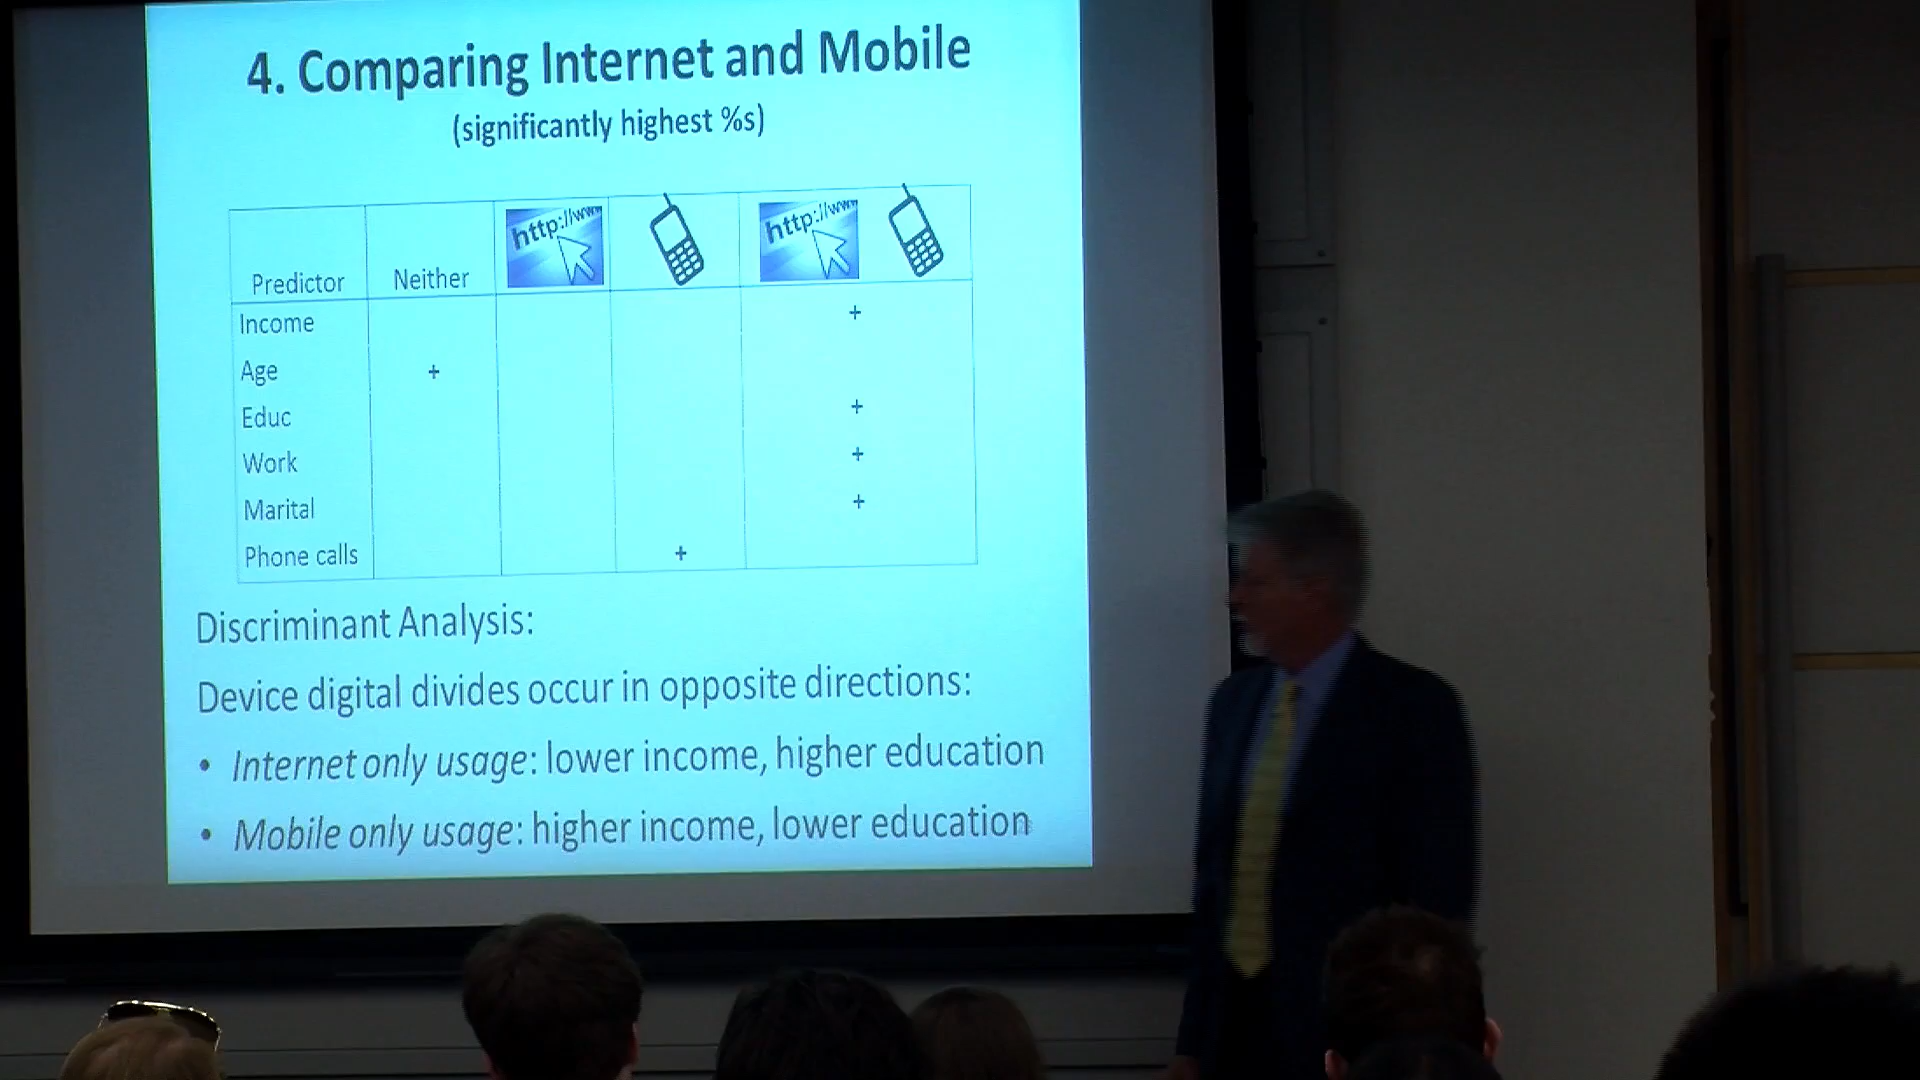 4. Comparing Internet and Mobile
(significantly highest %s)
Predictor Neither http://www http://www
Income +
Age +
Educ +
Work +
Marital +
Phone calls +
Discriminant Analysis:
Device digital divides occur in opposite directions:
• Internet only usage: lower income, higher education
• Mobile only usage: higher income, lower education